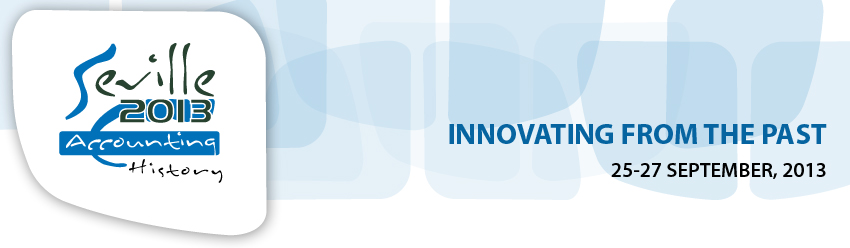 Seville
2013
Accounting
History
INNOVATING FROM THE PAST
25-27 SEPTEMBER, 2013